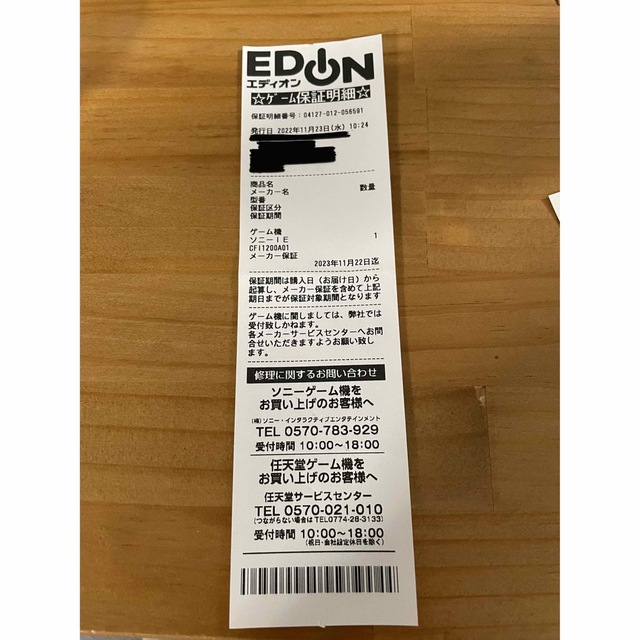 EDION
エディオン
☆ゲーム保証明細☆
保証明細番号：04127-012-056591
発行日 2022年11月23日(水) 10:24
商品名
メーカー名 数量
型番
保証区分
保証期間
ゲーム機
ソニーIE 1
CFI1200A01
メーカー保証
2023年11月22日迄
保証期間は購入日（お届け日）から
起算し、メーカー保証を含めて上記
期日までが保証対象期間となります
ゲーム機に関しましては、弊社では
受付致しかねます。
各メーカーサービスセンターへお問
合せいただきますようお願い致し
ます。
修理に関するお問い合わせ
ソニーゲーム機を
お買い上げのお客様へ
(株)ソニー・インタラクティブエンタテインメント
TEL 0570-783-929
受付時間 10:00～18:00
任天堂ゲーム機を
お買い上げのお客様へ
任天堂サービスセンター
TEL 0570-021-010
(つながらない場合はTEL0774-28-3133)
受付時間 10:00～18:00
(祝日・会社設定休日を除く)